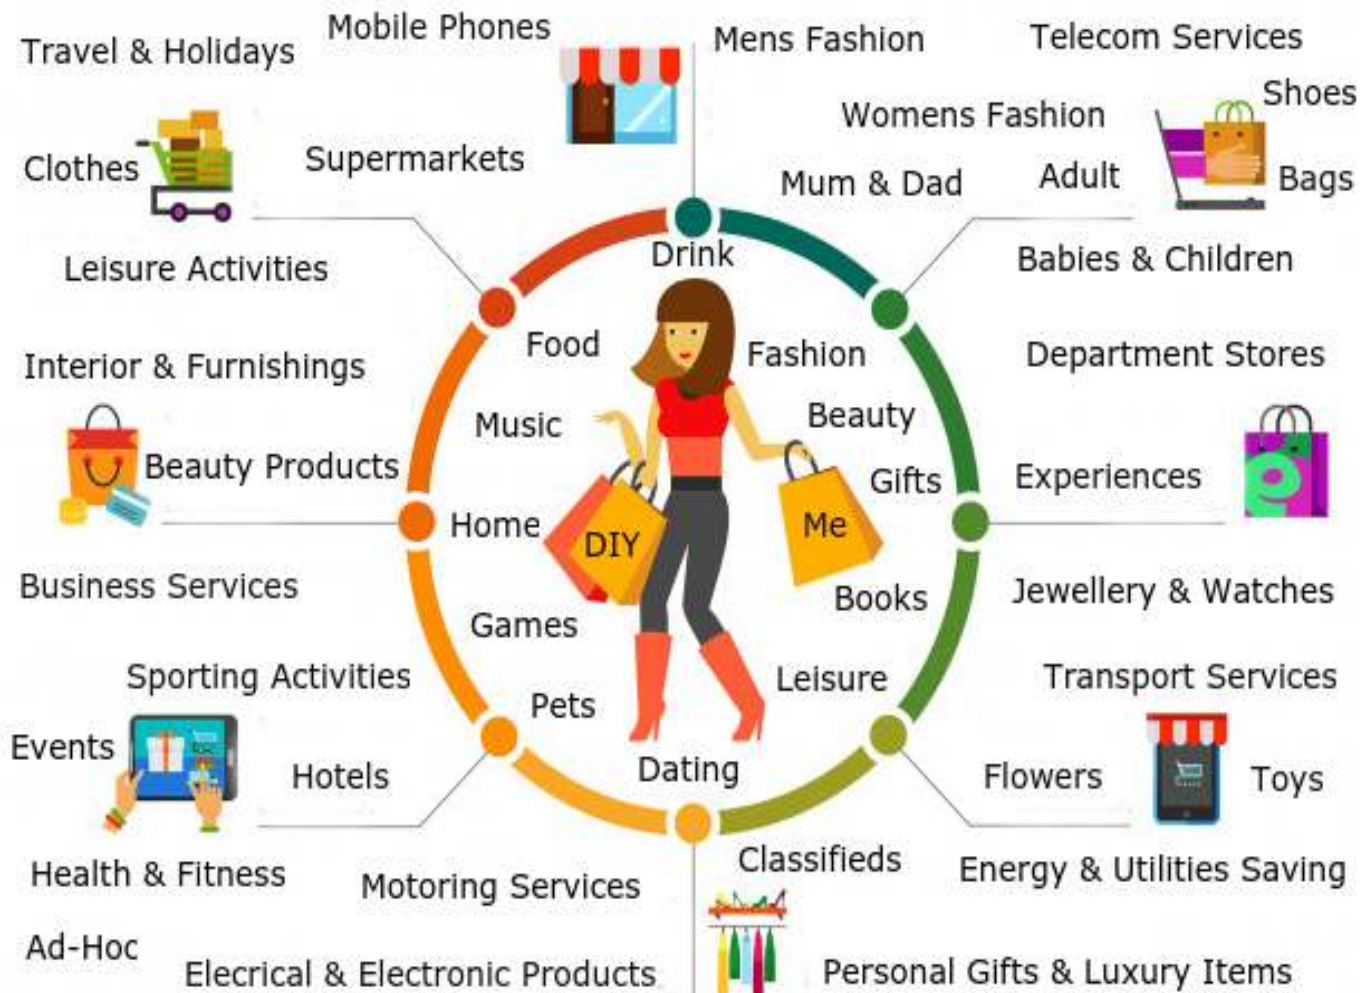 Mobile Phones
Mens Fashion
Telecom Services
Travel & Holidays
Shoes
Womens Fashion
Supermarkets
Clothes
Mum & Dad
Adult
Bags
Drink
Leisure Activities
Babies & Children
Food
Fashion
Department Stores
Interior & Furnishings
Music
Beauty
Beauty Products
Gifts
Experiences
Home
DIY
Me
Business Services
Books
Jewellery & Watches
Games
Sporting Activities
Leisure
Transport Services
Pets
Events
Hotels
Dating
Flowers
Toys
Classifieds
Health & Fitness
Motoring Services
Energy & Utilities Saving
Ad-Hoc
Elecrical & Electronic Products
Personal Gifts & Luxury Items